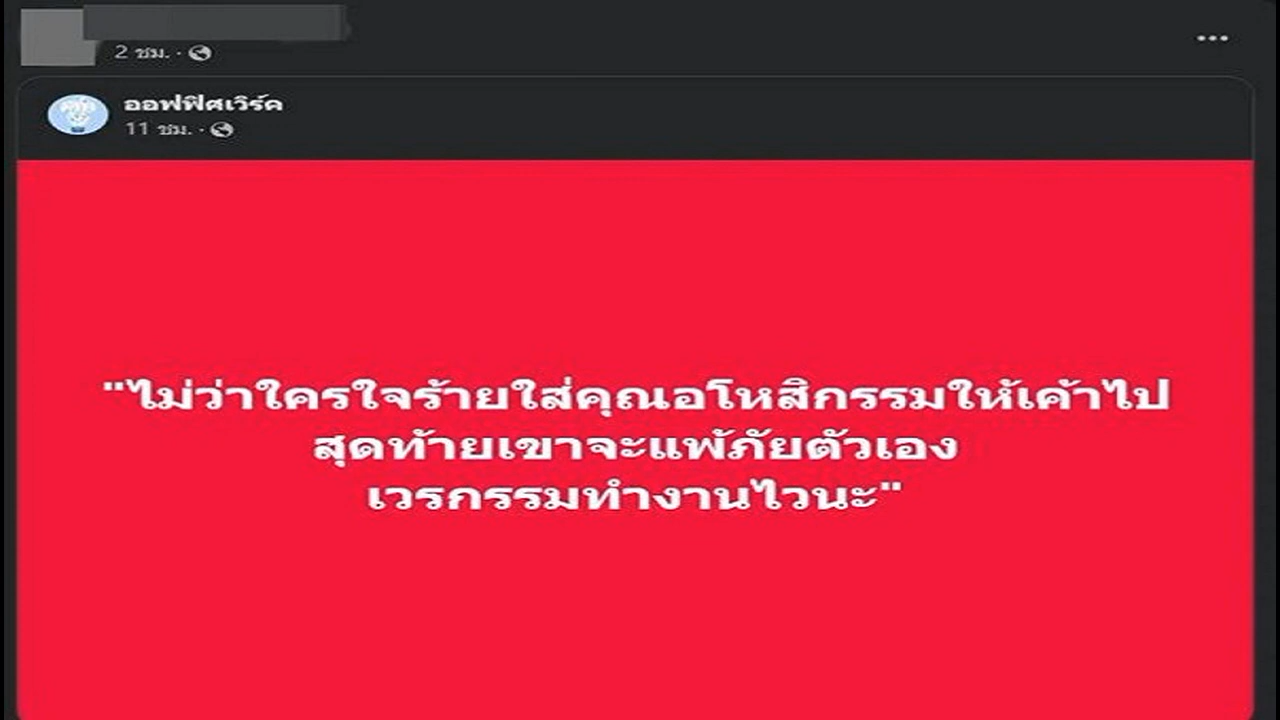 2 ชม. ·
ออฟฟิศเวิร์ค
11 ชม. ·
"ไม่ว่าใครใจร้ายใส่คุณอโหสิกรรมให้เค้าไป
สุดท้ายเขาจะแพ้ภัยตัวเอง
เวรกรรมทำงานไวนะ"